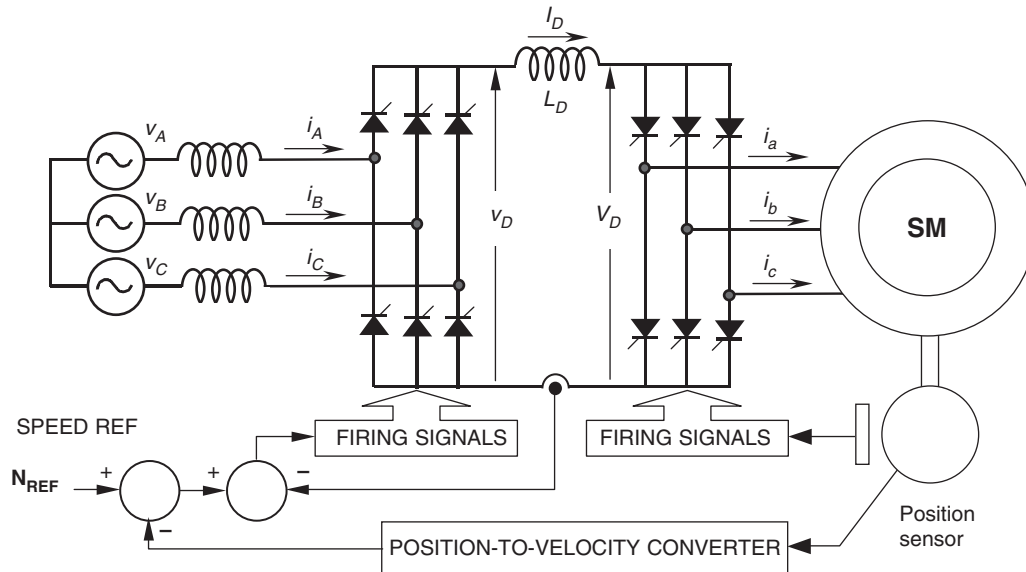 I_D
L_D
v_A
i_A
i_a
v_B
i_B
v_D
V_D
i_b
SM
v_C
i_C
i_c
SPEED REF
FIRING SIGNALS
FIRING SIGNALS
N_REF
+
+
−
−
POSITION-TO-VELOCITY CONVERTER
Position
sensor